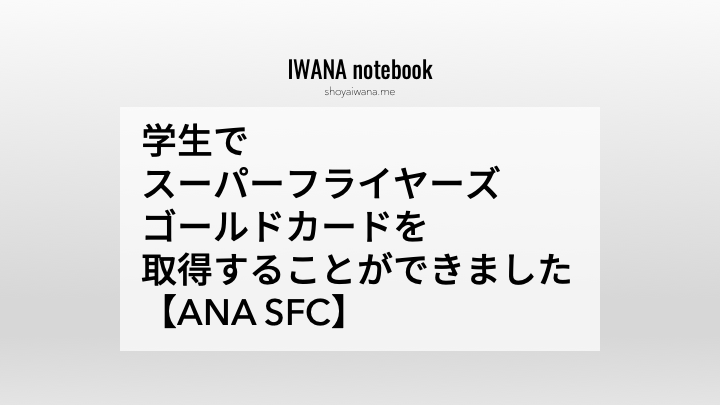 IWANA notebook
shoyaiwana.me
学生で
スーパーフライヤーズ
ゴールドカードを
取得することができました
【ANA SFC】